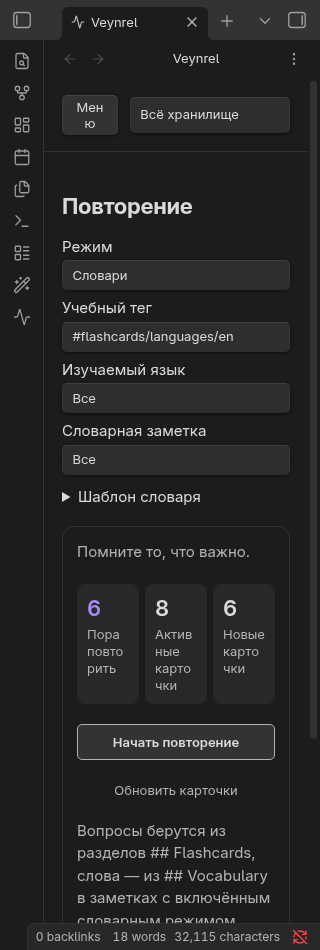 Veynrel
Veynrel
Мен
ю
Всё хранилище
Повторение
Режим
Словари
Учебный тег
#flashcards/languages/en
Изучаемый язык
Все
Словарная заметка
Все
Шаблон словаря
Помните то, что важно.
6
Пора
повто
рить
8
Актив
ные
карто
чки
6
Новые
карто
чки
Начать повторение
Обновить карточки
Вопросы берутся из
разделов ## Flashcards,
слова — из ## Vocabulary
в заметках с включённым
словарным режимом
0 backlinks 18 words 32,115 characters